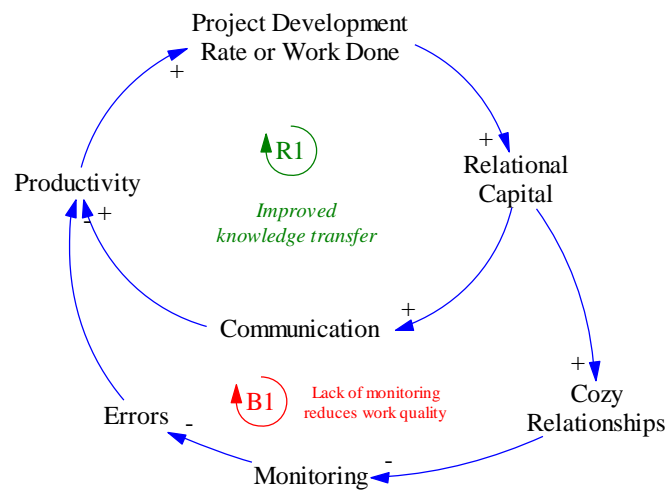 Project Development
Rate or Work Done
+
+
R1
Relational
Capital
Productivity
- +
Improved
knowledge transfer
+
Communication
+
B1
Lack of monitoring
reduces work quality
Cozy
Relationships
Errors
-
-
Monitoring